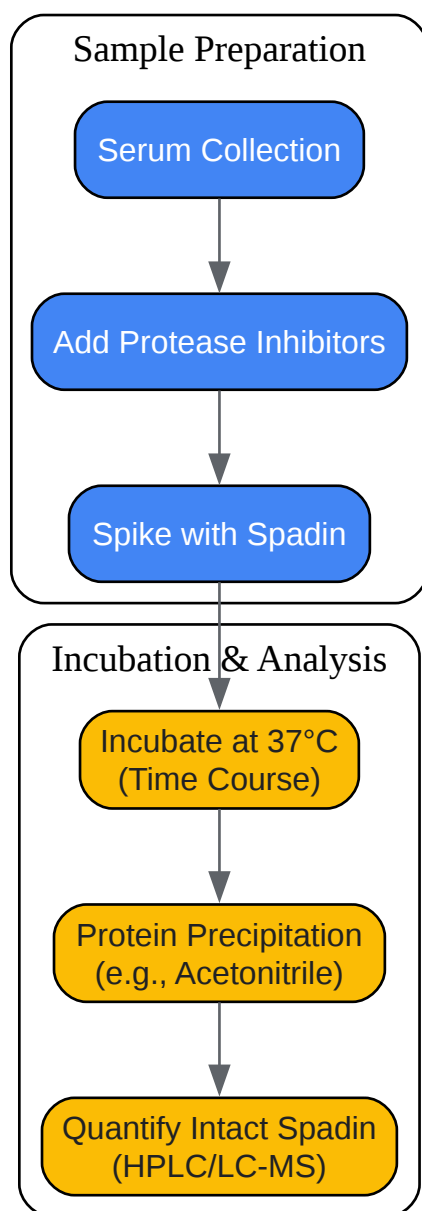 Sample Preparation
Serum Collection
Add Protease Inhibitors
Spike with Spadin
Incubation & Analysis
Incubate at 37°C
(Time Course)
Protein Precipitation
(e.g., Acetonitrile)
Quantify Intact Spadin
(HPLC/LC-MS)